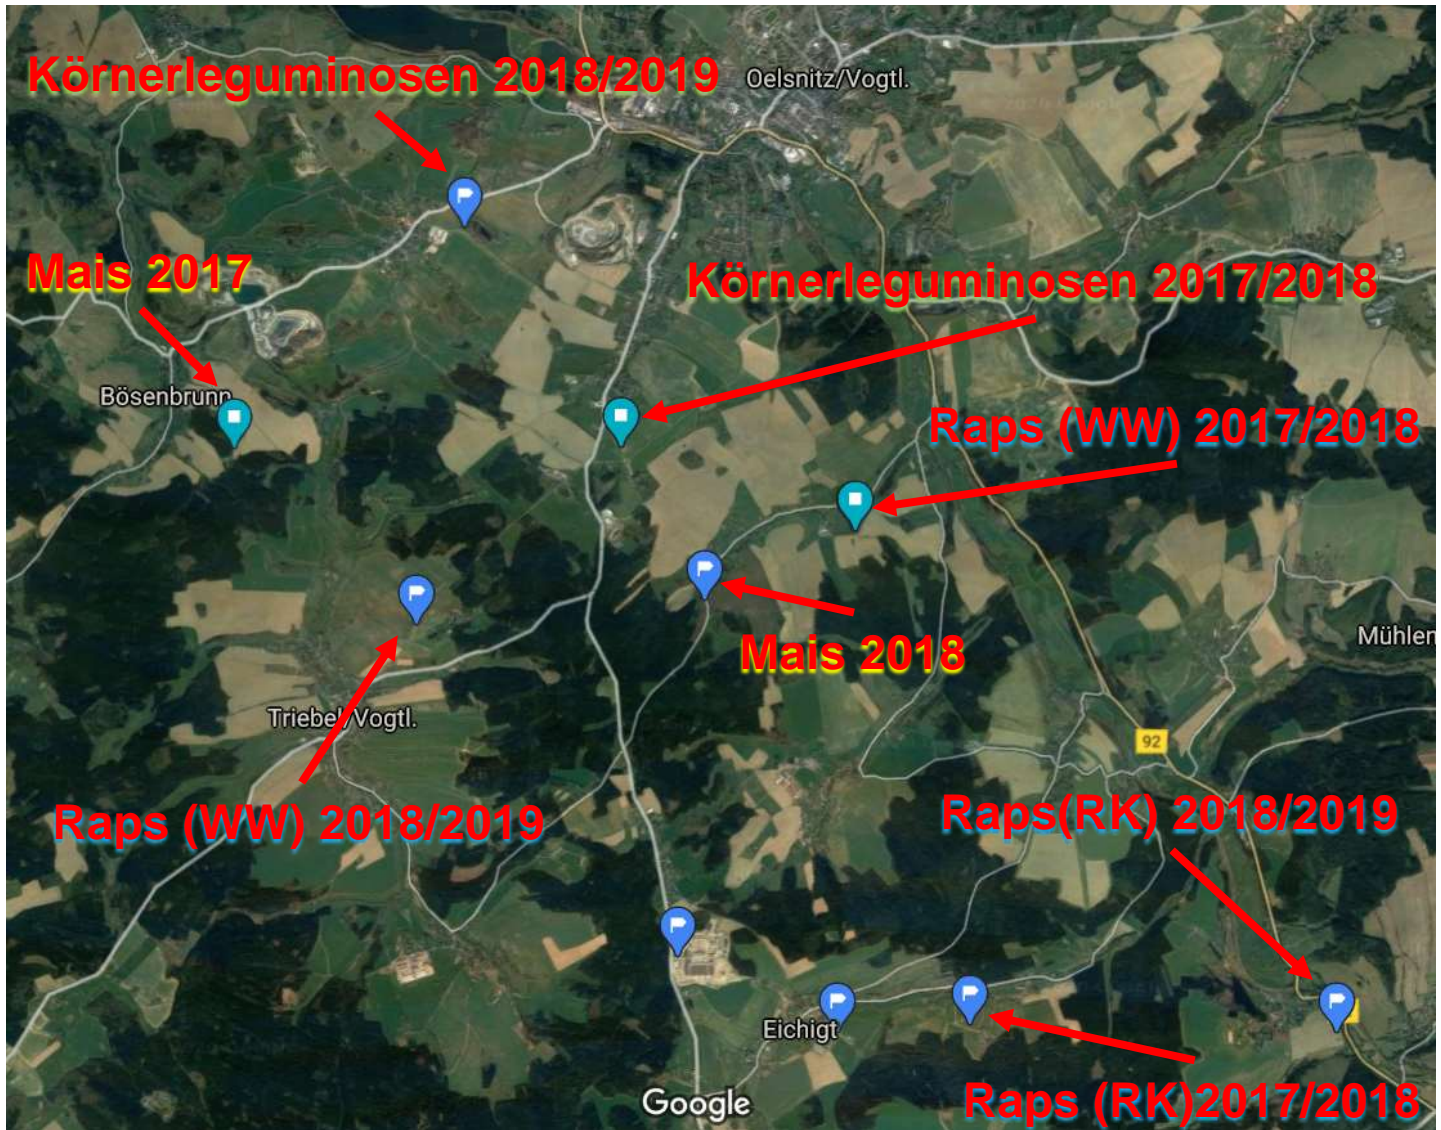 Körnerleguminosen 2018/2019
Oelsnitz/Vogtl.
Mais 2017
Körnerleguminosen 2017/2018
Bösenbrunn
Raps (WW) 2017/2018
Mühlen
Mais 2018
Triebel/Vogtl.
92
Raps (WW) 2018/2019
Raps(RK) 2018/2019
Eichigt
Google
Raps (RK)2017/2018